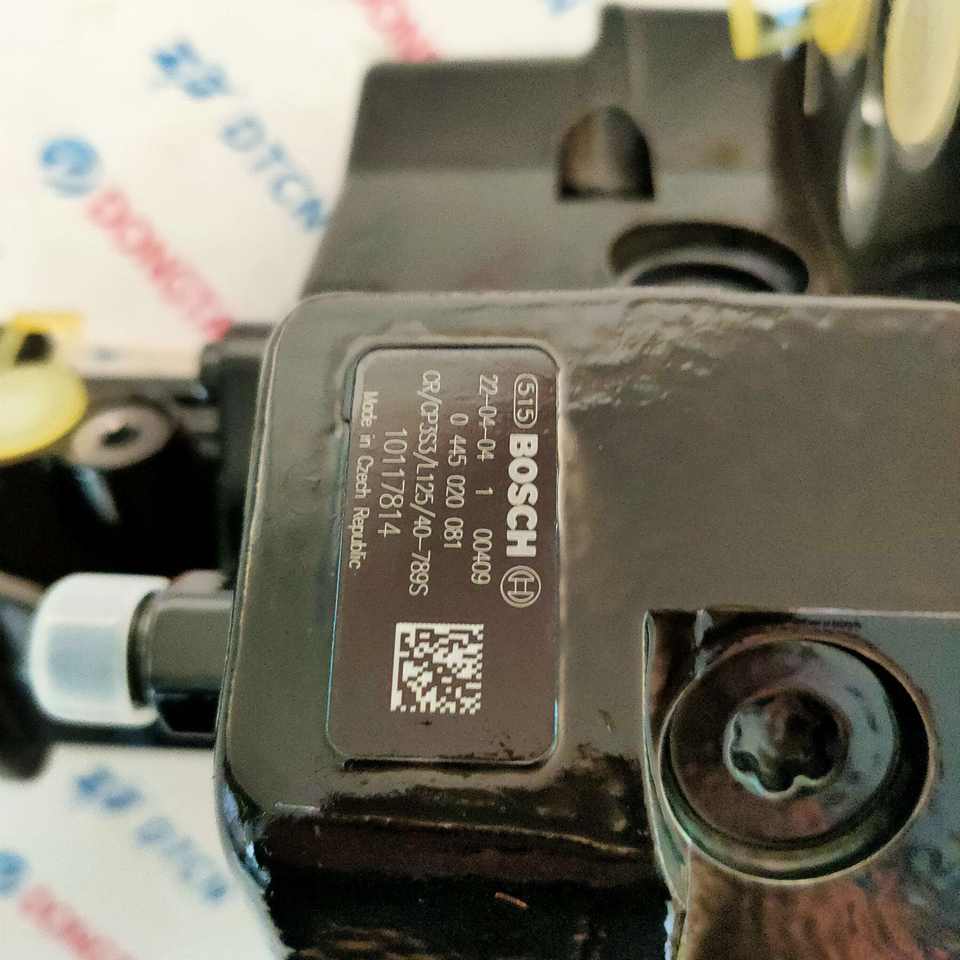 515 BOSCH
22-04-04 1 00409
0 445 020 081
CR/CP3S3/L125/40-789S
10117814
Made in Czech Republic
DTCN